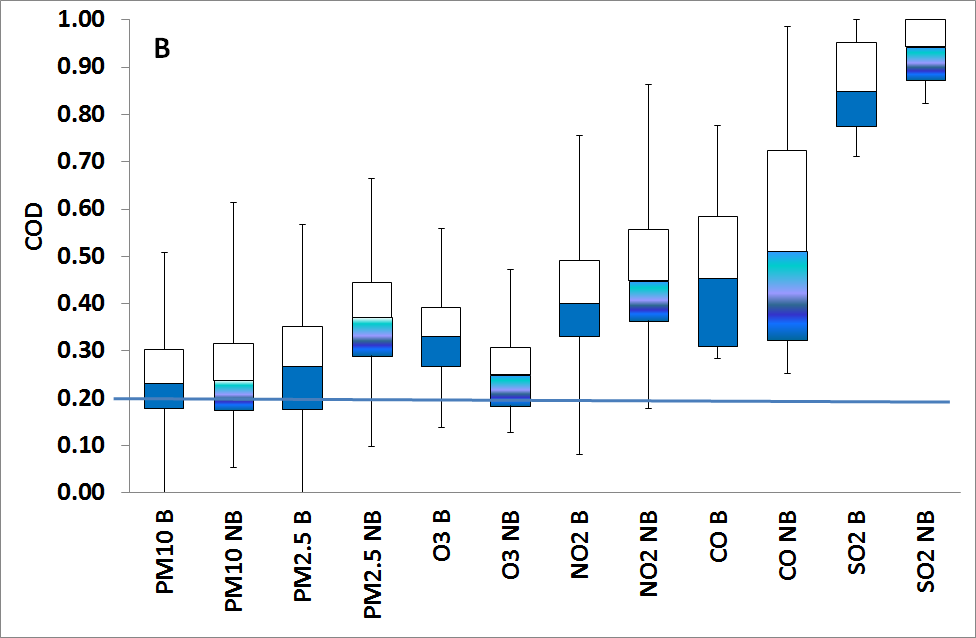 B
1.00
0.90
0.80
0.70
0.60
0.50
0.40
0.30
0.20
0.10
0.00
COD
PM10 B
PM10 NB
PM2.5 B
PM2.5 NB
O3 B
O3 NB
NO2 B
NO2 NB
CO B
CO NB
SO2 B
SO2 NB